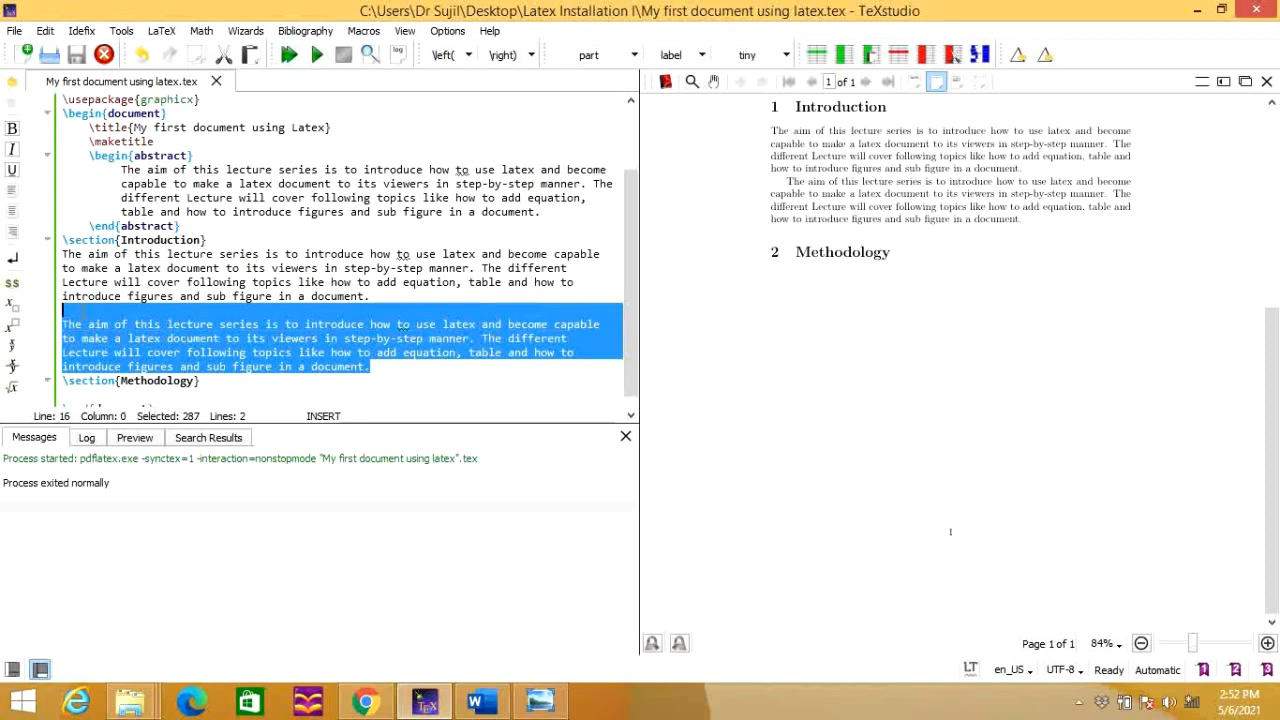 C:\Users\Dr Sujil\Desktop\Latex Installation I\My first document using latex.tex - TeXstudio
File Edit Idefix Tools LaTeX Math Wizards Bibliography Macros View Options Help
log \left( \right) part label tiny
My first document using latex.tex
1 of 1
\usepackage{graphicx}
\begin{document}
\title{My first document using Latex}
\maketitle
\begin{abstract}
The aim of this lecture series is to introduce how to use latex and become
capable to make a latex document to its viewers in step-by-step manner. The
different Lecture will cover following topics like how to add equation,
table and how to introduce figures and sub figure in a document.
\end{abstract}
\section{Introduction}
The aim of this lecture series is to introduce how to use latex and become capable
to make a latex document to its viewers in step-by-step manner. The different
Lecture will cover following topics like how to add equation, table and how to
introduce figures and sub figure in a document.
The aim of this lecture series is to introduce how to use latex and become capable
to make a latex document to its viewers in step-by-step manner. The different
Lecture will cover following topics like how to add equation, table and how to
introduce figures and sub figure in a document.
\section{Methodology}
Line: 16 Column: 0 Selected: 287 Lines: 2 INSERT
Messages Log Preview Search Results
Process started: pdflatex.exe -synctex=1 -interaction=nonstopmode "My first document using latex".tex
Process exited normally
1 Introduction
The aim of this lecture series is to introduce how to use latex and become
capable to make a latex document to its viewers in step-by-step manner. The
different Lecture will cover following topics like how to add equation, table and
how to introduce figures and sub figure in a document.
The aim of this lecture series is to introduce how to use latex and become
capable to make a latex document to its viewers in step-by-step manner. The
different Lecture will cover following topics like how to add equation, table and
how to introduce figures and sub figure in a document.
2 Methodology
Page 1 of 1 84%
LT en_US UTF-8 Ready Automatic 1 2 3
2:52 PM
5/6/2021